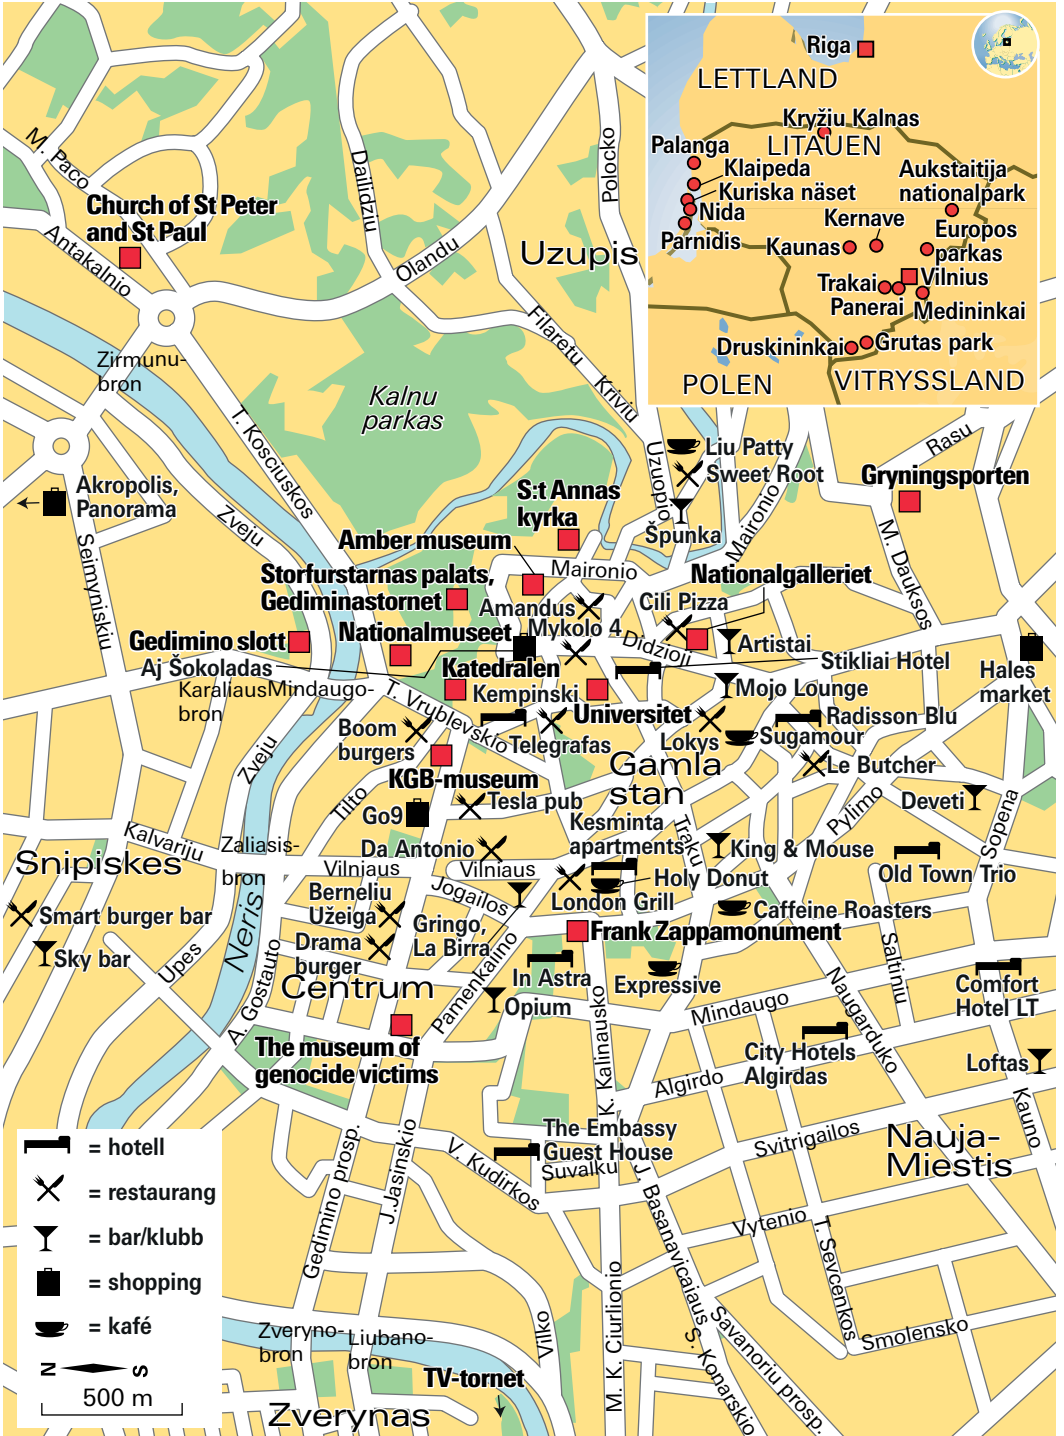 Riga
LETTLAND
Kryžiu Kalnas
LITAUEN
Palanga
Klaipeda
Kuriska näset
Nida
Parnidis
Aukstaitija
nationalpark
Kernave
Kaunas
Europos
parkas
Vilnius
Trakai
Panerai
Medininkai
Druskininkai
Grutas park
POLEN
VITRYSSLAND
M. Paco
Church of St Peter
and St Paul
Antakalnio
Dailidziu
Olandu
Polocko
Uzupis
Filaretu
Kriviu
Zirmunu-
bron
Kalnu
parkas
T. Kosciuskos
Uzuopio
Liu Patty
Sweet Root
Rasu
Gryningsporten
Akropolis,
Panorama
Zveju
S:t Annas
kyrka
Špunka
Maironio
M. Dauksos
Seimyniskiu
Amber museum
Maironio
Storfurstarnas palats,
Gediminastornet
Nationalgalleriet
Amandus
Cili Pizza
Gedimino slott
Nationalmuseet
Mykolo 4
Didzioji
Artistai
Aj Šokoladas
Katedralen
Stikliai Hotel
Hales
market
Karaliaus Mindaugo-
bron
Kempinski
Mojo Lounge
T. Vrublevskio
Universitet
Radisson Blu
Boom
burgers
Telegrafas
Lokys
Sugamour
Zveju
Gamla
stan
Le Butcher
KGB-museum
Tilto
Go9
Tesla pub
Deveti
Pylimo
Sopena
Kesminta
apartments
Traku
Kalvariju
Zaliasis-
bron
Da Antonio
King & Mouse
Snipiskes
Vilniaus
Vilniaus
Old Town Trio
Jogailos
Holy Donut
Berneliu
Užeiga
London Grill
Caffeine Roasters
Smart burger bar
Neris
Gringo,
La Birra
Frank Zappamonument
Drama
burger
Sky bar
Upes
A. Gostauto
Centrum
Pamenkalino
In Astra
Expressive
Saltiniu
Comfort
Hotel LT
Opium
Mindaugo
Naugarduko
The museum of
genocide victims
K. Kalinausko
City Hotels
Algirdas
Loftas
Algirdo
Kauno
The Embassy
Guest House
Svitrigailos
Nauja-
Miestis
Suvalku
V. Kudirkos
J.Jasinskio
Gedimino prosp.
J. Basanavicaiaus
Vytenio
T. Sevcenkos
Smolensko
M. K. Ciurlionio
Vilko
S. Konarskio
Savanoriu prosp.
Zveryno-
bron
Liubano-
bron
TV-tornet
Zverynas
= hotell
= restaurang
= bar/klubb
= shopping
= kafé
N S
500 m